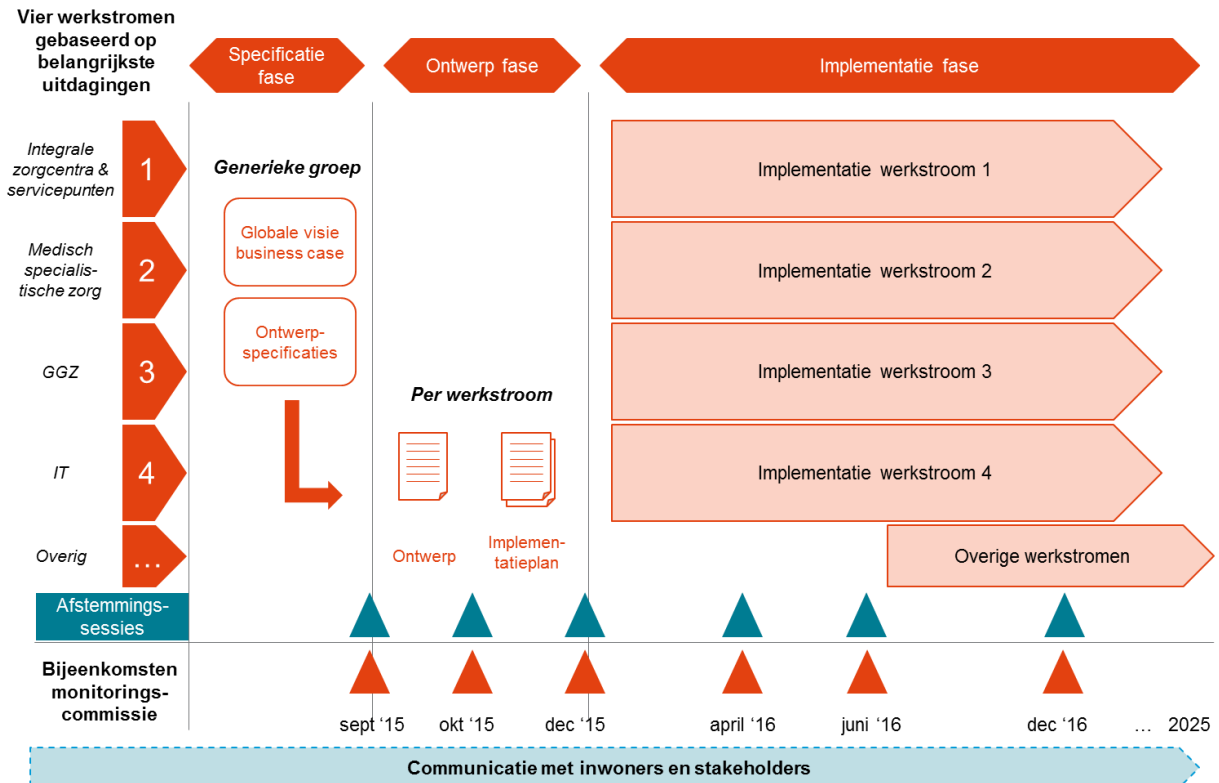 Vier werkstromen
gebaseerd op
belangrijkste
uitdagingen
Specificatie
fase
Ontwerp fase
Implementatie fase
Integrale
zorgcentra &
servicepunten
1
Generieke groep
Implementatie werkstroom 1
Globale visie
business case
Medisch
specialis-
tische zorg
2
Implementatie werkstroom 2
Ontwerp-
specificaties
GGZ
3
Implementatie werkstroom 3
Per werkstroom
IT
4
Implementatie werkstroom 4
Overig
...
Ontwerp
Implemen-
tatieplan
Overige werkstromen
Afstemmings-
sessies
Bijeenkomsten
monitorings-
commissie
sept ‘15
okt ‘15
dec ‘15
april ‘16
juni ‘16
dec ‘16
...
2025
Communicatie met inwoners en stakeholders